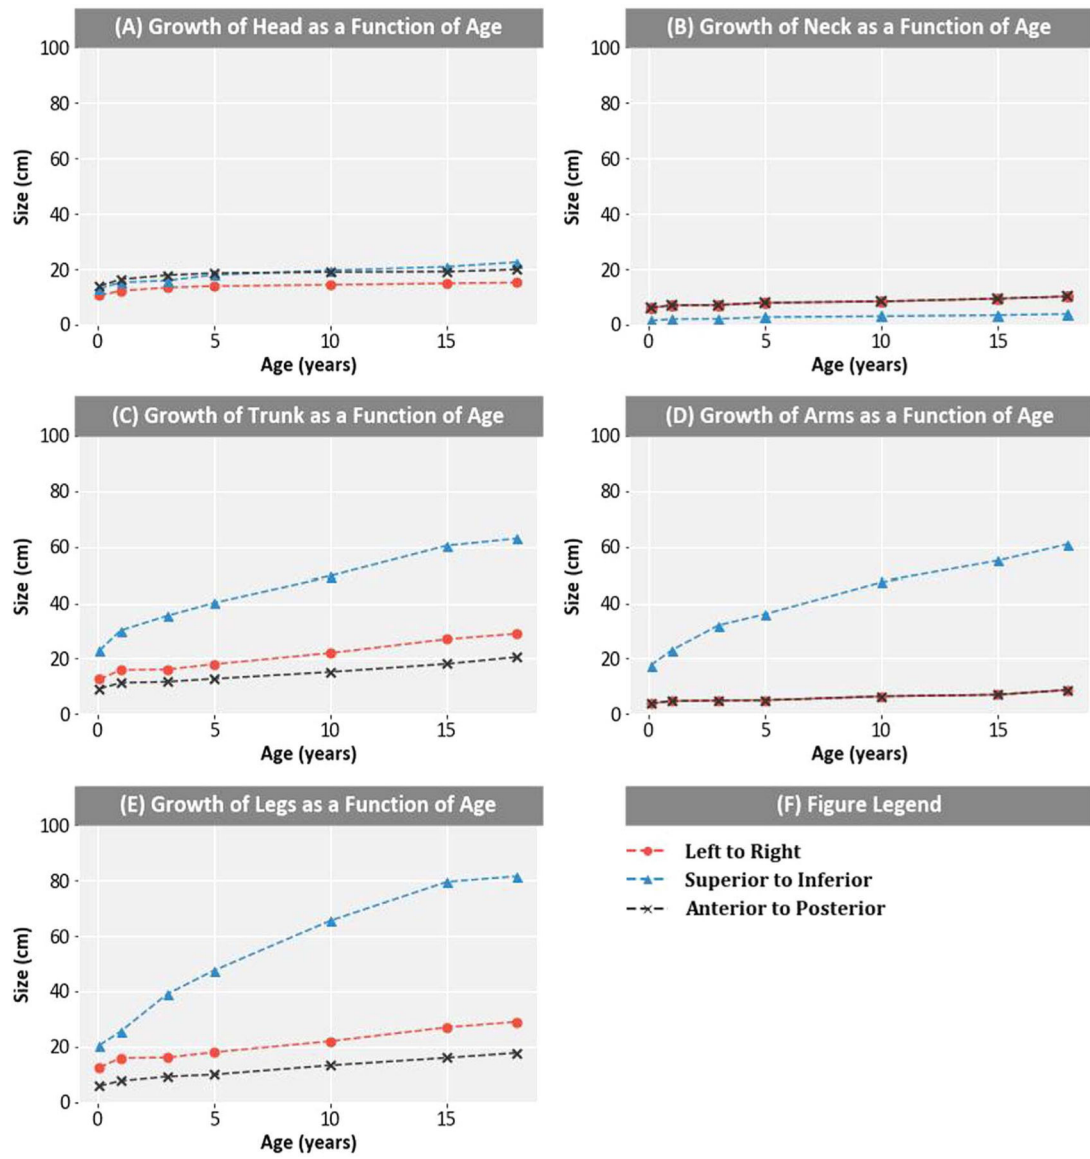 (A) Growth of Head as a Function of Age
100
80
60
40
20
0
Size (cm)
0 5 10 15
Age (years)
(B) Growth of Neck as a Function of Age
100
80
60
40
20
0
Size (cm)
0 5 10 15
Age (years)
(C) Growth of Trunk as a Function of Age
100
80
60
40
20
0
Size (cm)
0 5 10 15
Age (years)
(D) Growth of Arms as a Function of Age
100
80
60
40
20
0
Size (cm)
0 5 10 15
Age (years)
(E) Growth of Legs as a Function of Age
100
80
60
40
20
0
Size (cm)
0 5 10 15
Age (years)
(F) Figure Legend
Left to Right
Superior to Inferior
Anterior to Posterior